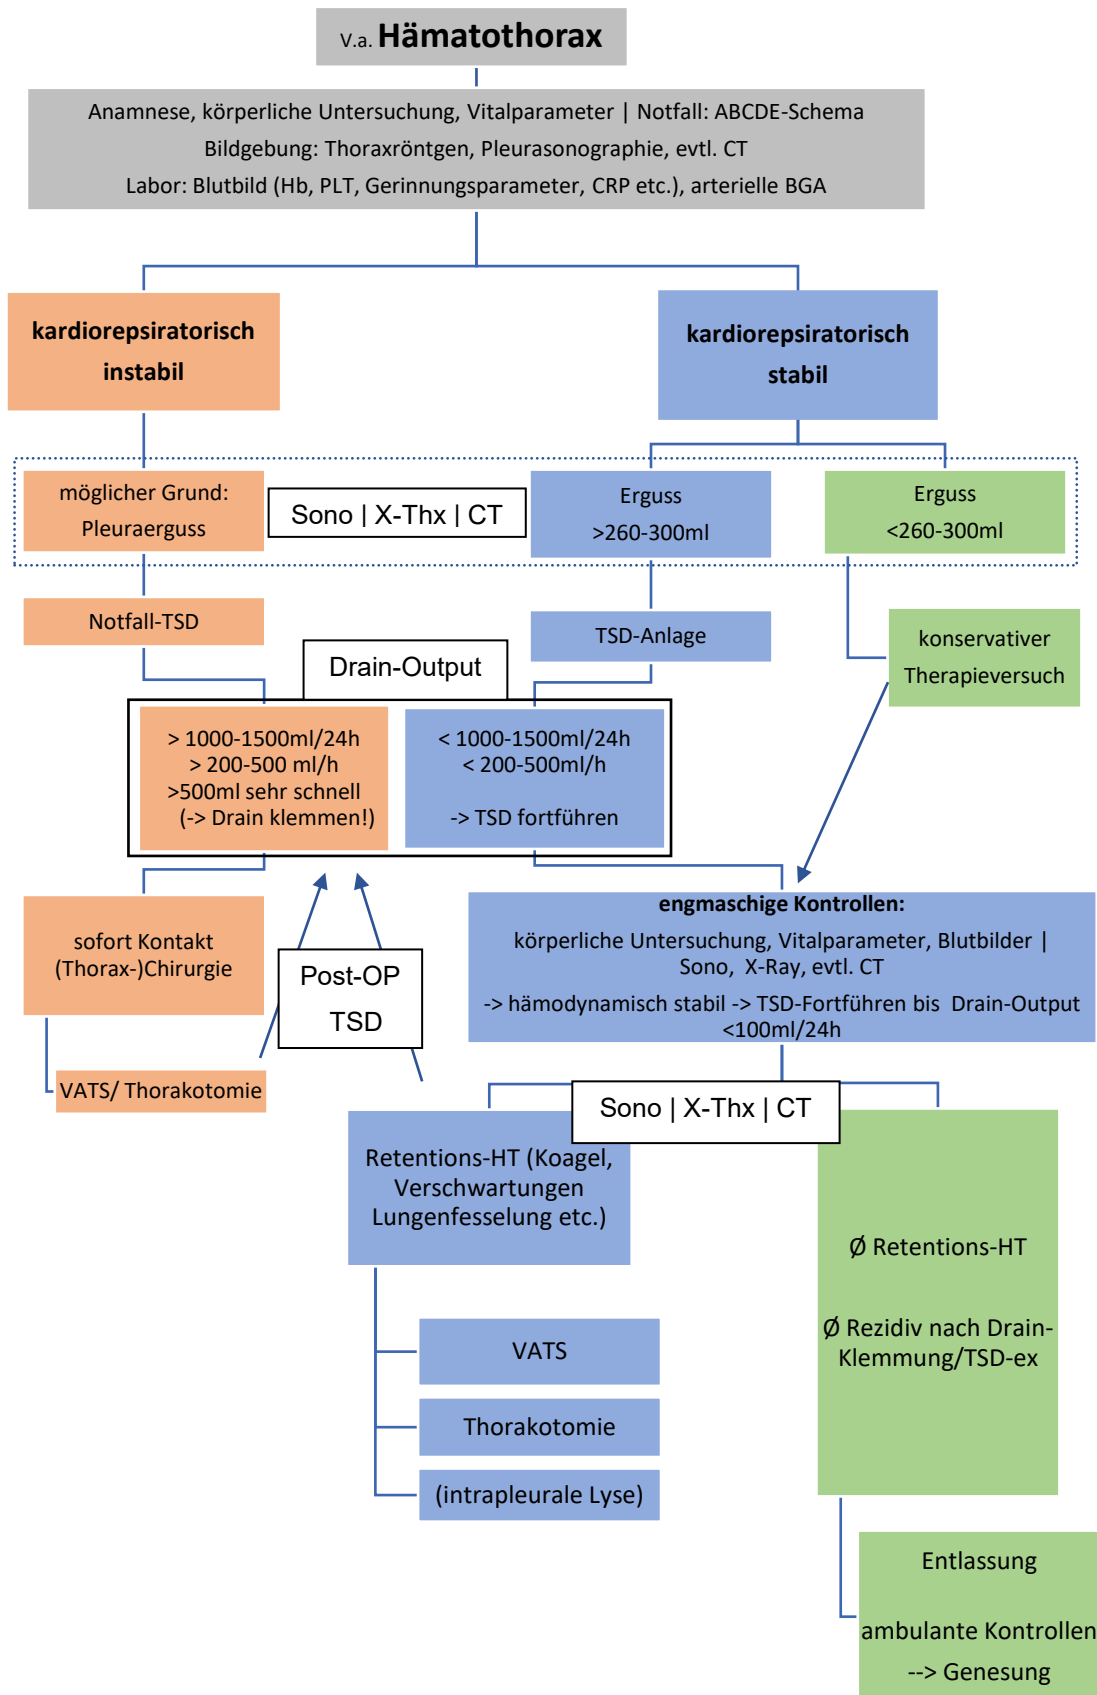 V.a. Hämatothorax
Anamnese, körperliche Untersuchung, Vitalparameter | Notfall: ABCDE-Schema
Bildgebung: Thoraxröntgen, Pleurasonographie, evtl. CT
Labor: Blutbild (Hb, PLT, Gerinnungsparameter, CRP etc.), arterielle BGA
kardiorepsiratorisch
instabil
kardiorepsiratorisch
stabil
möglicher Grund:
Pleuraerguss
Sono | X-Thx | CT
Erguss
>260-300ml
Erguss
<260-300ml
Notfall-TSD
TSD-Anlage
konservativer
Therapieversuch
Drain-Output
> 1000-1500ml/24h
> 200-500 ml/h
>500ml sehr schnell
(-> Drain klemmen!)
< 1000-1500ml/24h
< 200-500ml/h
-> TSD fortführen
sofort Kontakt
(Thorax-)Chirurgie
VATS/ Thorakotomie
Post-OP
TSD
engmaschige Kontrollen:
körperliche Untersuchung, Vitalparameter, Blutbilder |
Sono, X-Ray, evtl. CT
-> hämodynamisch stabil -> TSD-Fortführen bis Drain-Output
<100ml/24h
Sono | X-Thx | CT
Retentions-HT (Koagel,
Verschwartungen
Lungenfesselung etc.)
VATS
Thorakotomie
(intrapleurale Lyse)
Ø Retentions-HT
Ø Rezidiv nach Drain-
Klemmung/TSD-ex
Entlassung
ambulante Kontrollen
--> Genesung